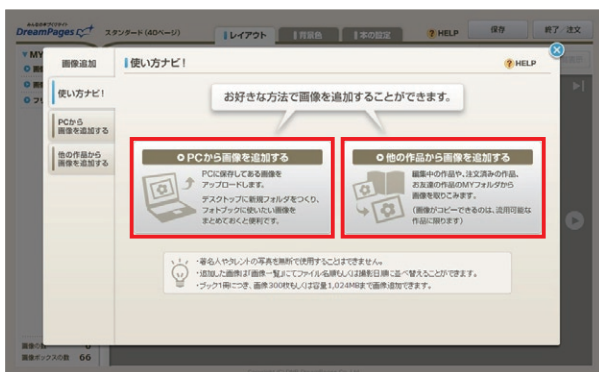 DreamPages
スタンダード (40ページ)
レイアウト
背景色
本の設定
? HELP
保存
終了/注文
▼ MY
画像追加
使い方ナビ!
? HELP
使い方ナビ!
お好きな方法で画像を追加することができます。
PCから
画像を追加する
他の作品から
画像を追加する
PCから画像を追加する
PCに保存してある画像を
アップロードします。
デスクトップに新規フォルダをつくり、
フォトブックに使いたい画像を
まとめておくと便利です。
他の作品から画像を追加する
編集中の作品や、注文済みの作品、
お友達の作品のMYフォルダから
画像を取りこみます。
(画像がコピーできるのは、流用可能な
作品に限ります)
・著名人やタレントの写真を無断で使用することはできません。
・追加した画像は「画像一覧」にてファイル名順もしくは撮影日順に並べ替えることができます。
・ブック1冊につき、画像300枚もしくは容量1,024MBまで画像追加できます。
画像の数 0
画像ボックスの数 66